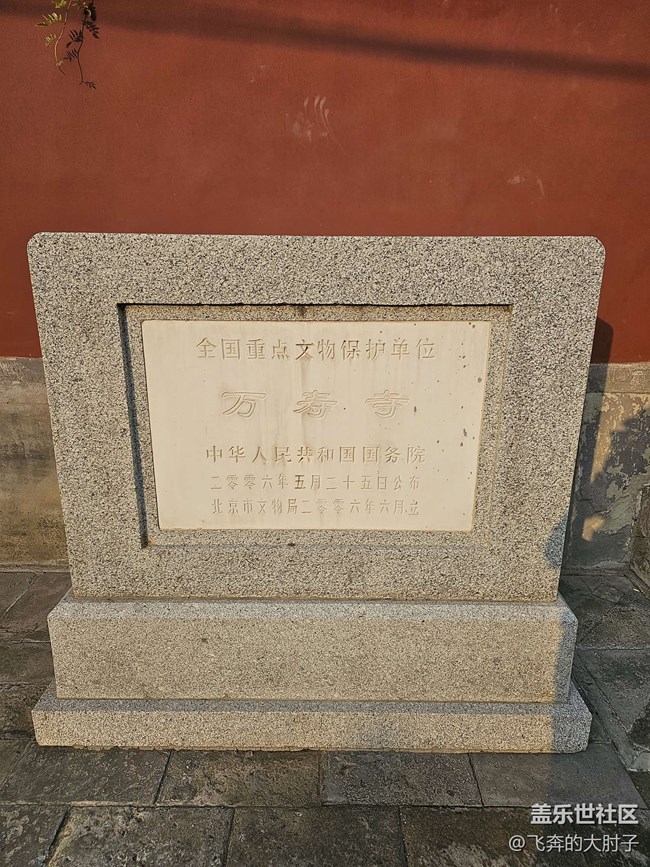 全国重点文物保护单位
万寿寺
中华人民共和国国务院
二零零六年五月二十五日公布
北京市文物局二零零六年六月立
盖乐世社区
@飞奔的大肘子